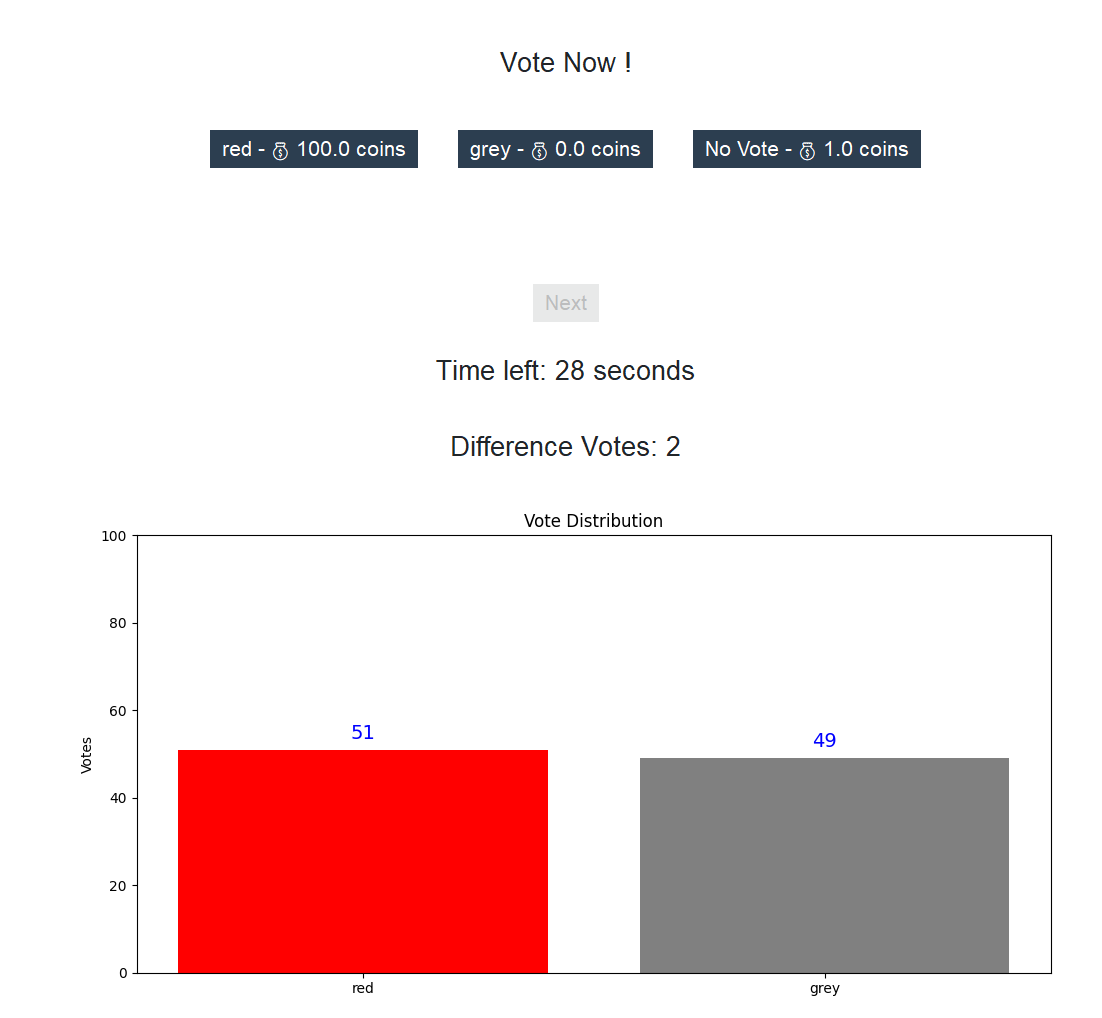 Vote Now !
red - 💰 100.0 coins
grey - 💰 0.0 coins
No Vote - 💰 1.0 coins
Next
Time left: 28 seconds
Difference Votes: 2
Vote Distribution
100
80
60
40
20
0
Votes
51
49
red
grey